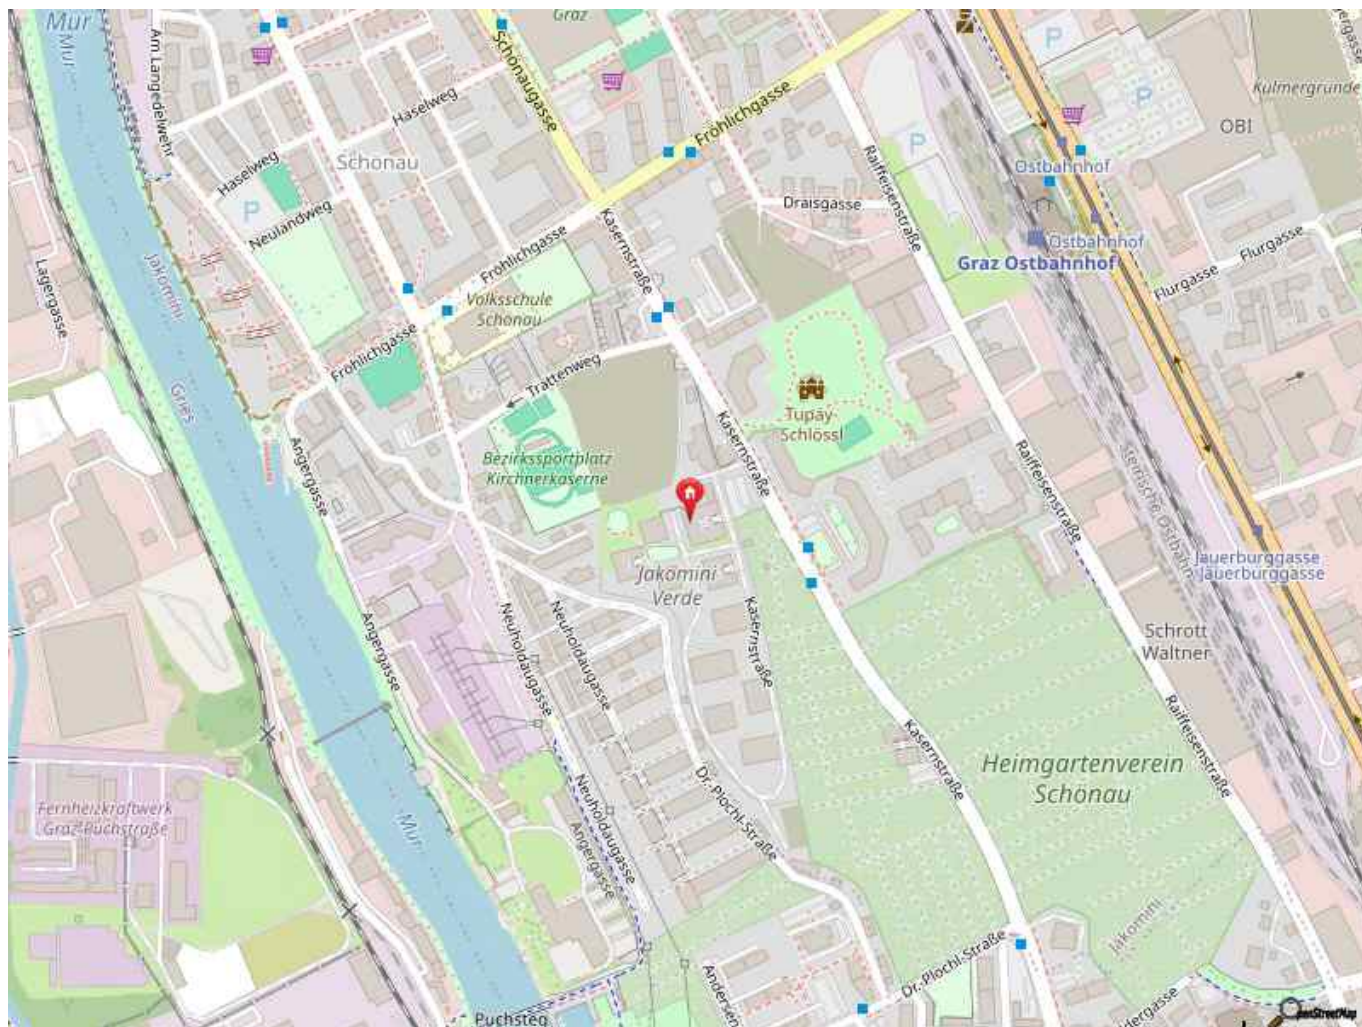 Mur
Mur
Am Langedelwehr
Graz
Schönaugasse
Haselweg
Haselweg
Schönau
Neulandweg
P
Fröhlichgasse
Fröhlichgasse
Fröhlichgasse
Kasernstraße
Draisgasse
Raiffeisenstraße
P
P
P
OBI
Kulmergründe
Ostbahnhof
Ostbahnhof
Graz Ostbahnhof
Flurgasse
Flurgasse
Lagergasse
Jakomini
Gries
Volksschule
Schönau
Trattenweg
Tupay-
Schlössl
Kasernstraße
Raiffeisenstraße
steirische Ostbahn
Bezirkssportplatz
Kirchnerkaserne
Angergasse
Jakomini
Verde
Jauerburggasse
Jauerburggasse
Kasernstraße
Neuholdaugasse
Neuholdaugasse
Angergasse
Schrott
Waltner
Raiffeisenstraße
Kasernstraße
Heimgartenverein
Schönau
Fernheizkraftwerk
Graz-Puchstraße
Mur
Dr.-Plochl-Straße
Neuholdaugasse
Angergasse
Jakomini
Dr.-Plochl-Straße
Andersen
Puchsteg
OpenStreetMap